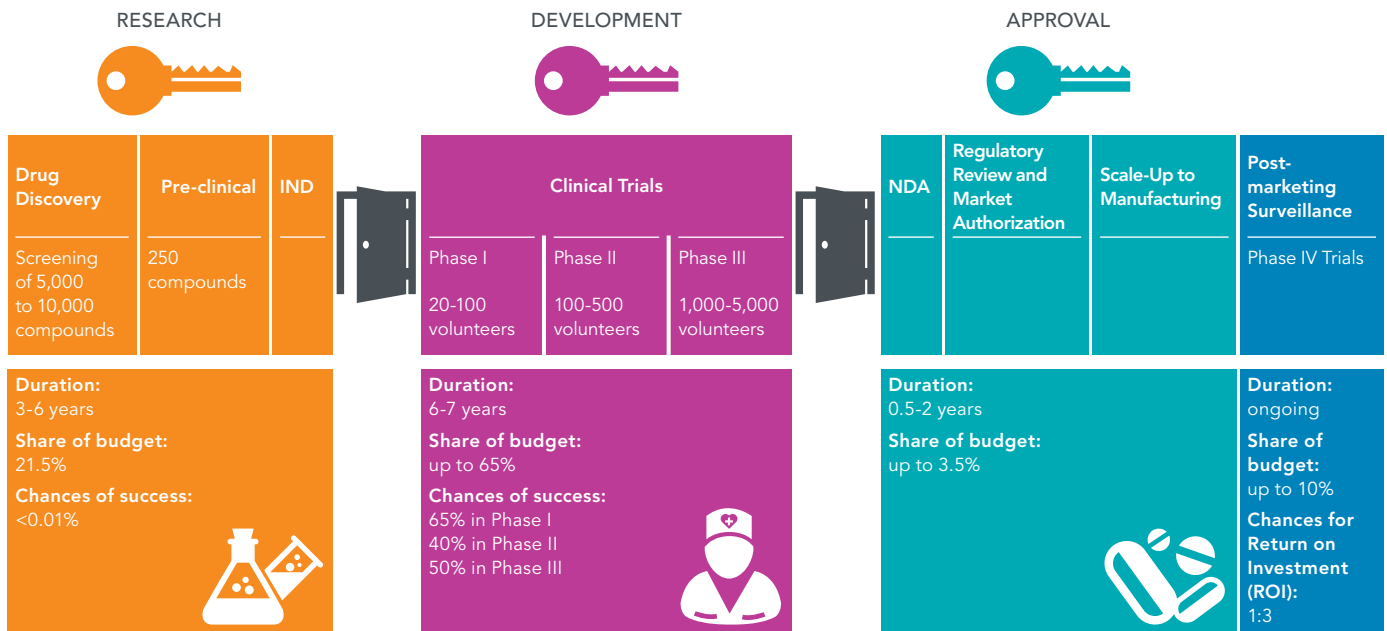 RESEARCH
DEVELOPMENT
APPROVAL
Drug
Discovery
Screening
of 5,000
to 10,000
compounds
Pre-clinical
250
compounds
IND
Clinical Trials
Phase I
20-100
volunteers
Phase II
100-500
volunteers
Phase III
1,000-5,000
volunteers
NDA
Regulatory
Review and
Market
Authorization
Scale-Up to
Manufacturing
Post-
marketing
Surveillance
Phase IV Trials
Duration:
3-6 years
Share of budget:
21.5%
Chances of success:
<0.01%
Duration:
6-7 years
Share of budget:
up to 65%
Chances of success:
65% in Phase I
40% in Phase II
50% in Phase III
Duration:
0.5-2 years
Share of budget:
up to 3.5%
Duration:
ongoing
Share of
budget:
up to 10%
Chances for
Return on
Investment
(ROI):
1:3